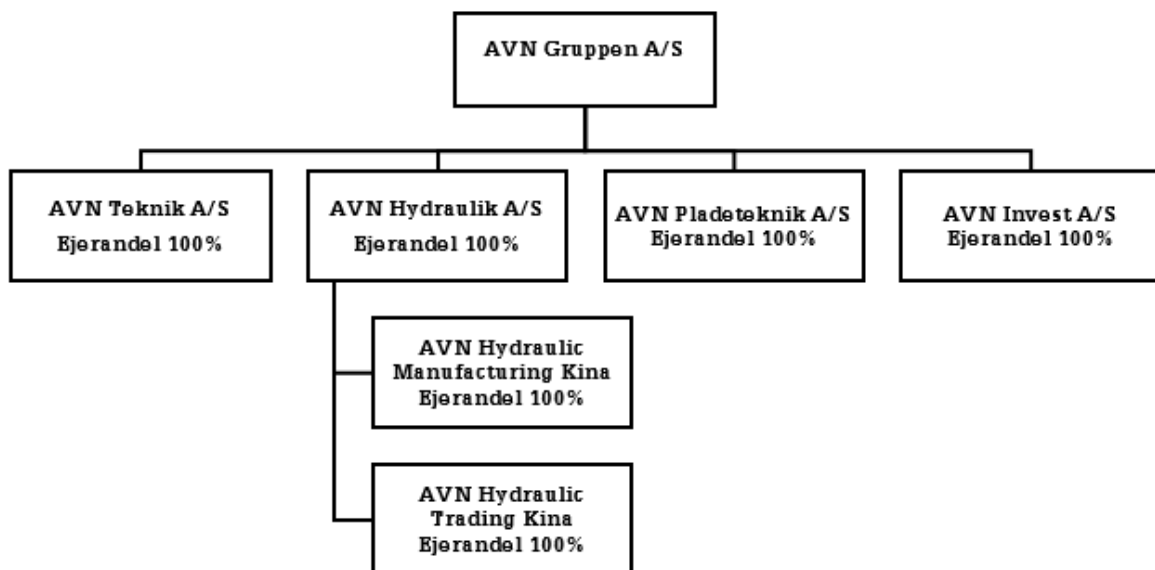 AVN Gruppen A/S
AVN Teknik A/S
Ejerandel 100%
AVN Hydraulik A/S
Ejerandel 100%
AVN Pladeteknik A/S
Ejerandel 100%
AVN Invest A/S
Ejerandel 100%
AVN Hydraulic
Manufacturing Kina
Ejerandel 100%
AVN Hydraulic
Trading Kina
Ejerandel 100%